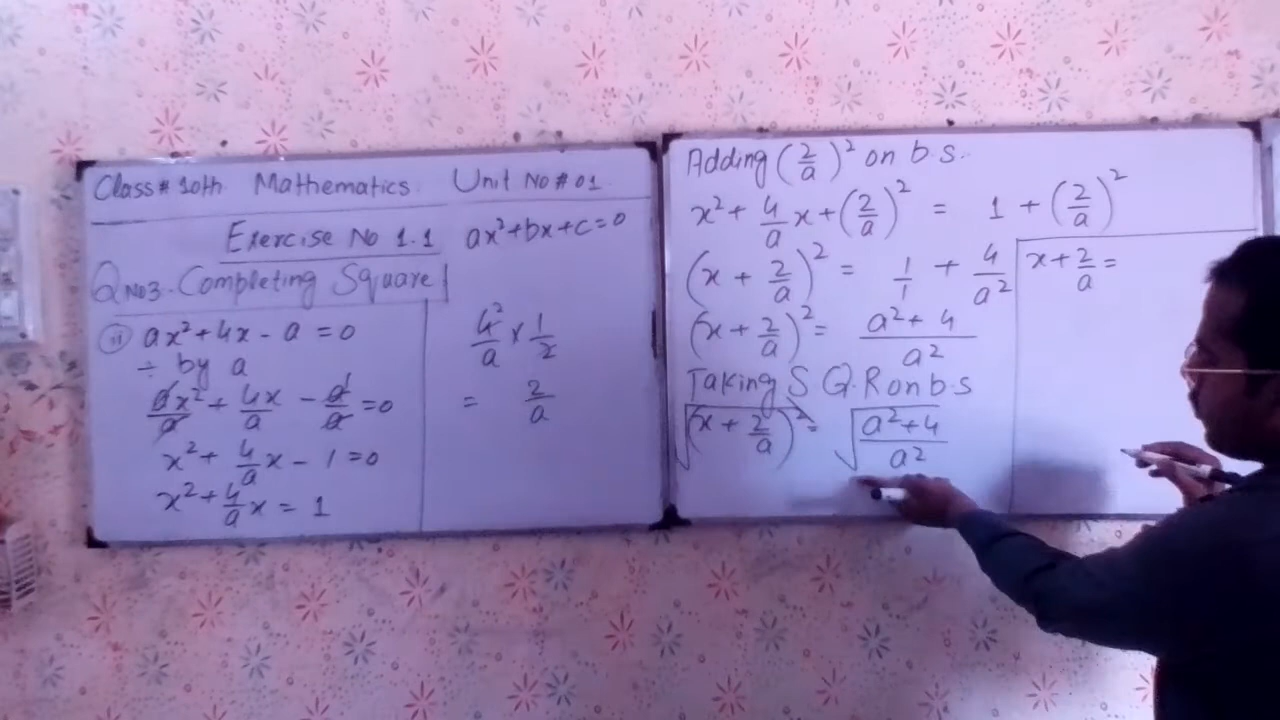 Class# 10th Mathematics. Unit No # 01
Exercise No 1.1 ax²+bx+c=0
Q No3. Completing Square
(ii) ax²+4x-a=0
÷ by a
ax²/a + 4x/a - a/a =0
x²+ 4/a x - 1=0
x²+ 4/a x = 1
4²/a × 1/2
= 2/a
Adding (2/a)² on b.s.
x²+ 4/a x+(2/a)² = 1 + (2/a)²
(x + 2/a)² = 1/1 + 4/a²
(x + 2/a)² = a²+ 4/a²
Taking S Q.R on b.s
√(x + 2/a)² = √a²+4/a²
x + 2/a =